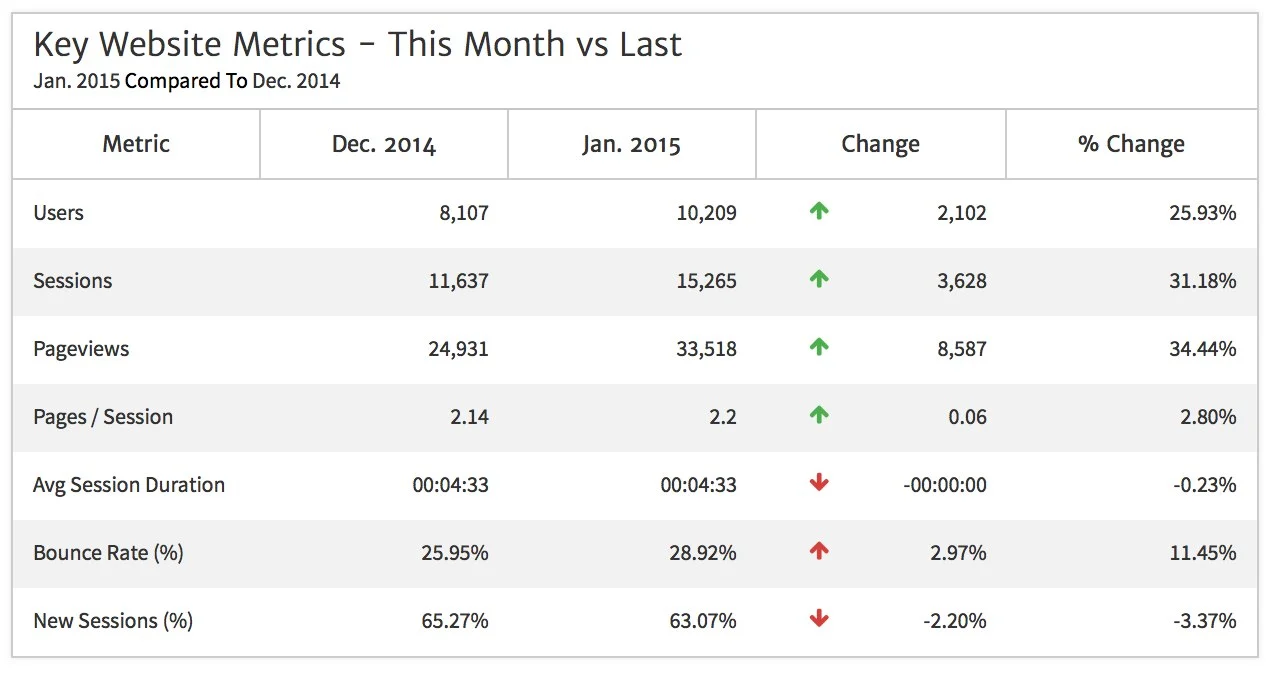 Key Website Metrics – This Month vs Last
Jan. 2015 Compared To Dec. 2014
Metric Dec. 2014 Jan. 2015 Change % Change
Users 8,107 10,209 2,102 25.93%
Sessions 11,637 15,265 3,628 31.18%
Pageviews 24,931 33,518 8,587 34.44%
Pages / Session 2.14 2.2 0.06 2.80%
Avg Session Duration 00:04:33 00:04:33 -00:00:00 -0.23%
Bounce Rate (%) 25.95% 28.92% 2.97% 11.45%
New Sessions (%) 65.27% 63.07% -2.20% -3.37%